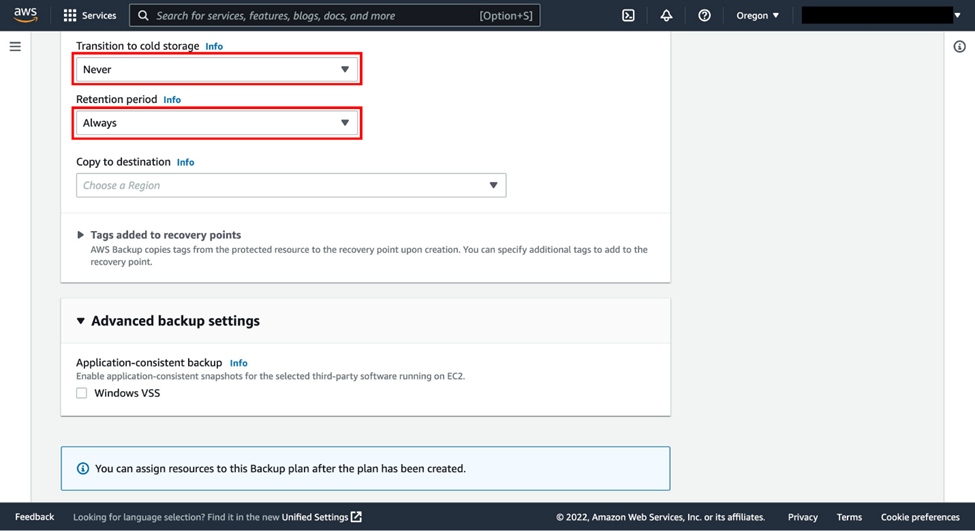 aws
Services
Search for services, features, blogs, docs, and more [Option+S]
Oregon
Transition to cold storage Info
Never
Retention period Info
Always
Copy to destination Info
Choose a Region
Tags added to recovery points
AWS Backup copies tags from the protected resource to the recovery point upon creation. You can specify additional tags to add to the
recovery point.
Advanced backup settings
Application-consistent backup Info
Enable application-consistent snapshots for the selected third-party software running on EC2.
Windows VSS
You can assign resources to this Backup plan after the plan has been created.
Feedback Looking for language selection? Find it in the new Unified Settings © 2022, Amazon Web Services, Inc. or its affiliates. Privacy Terms Cookie preferences